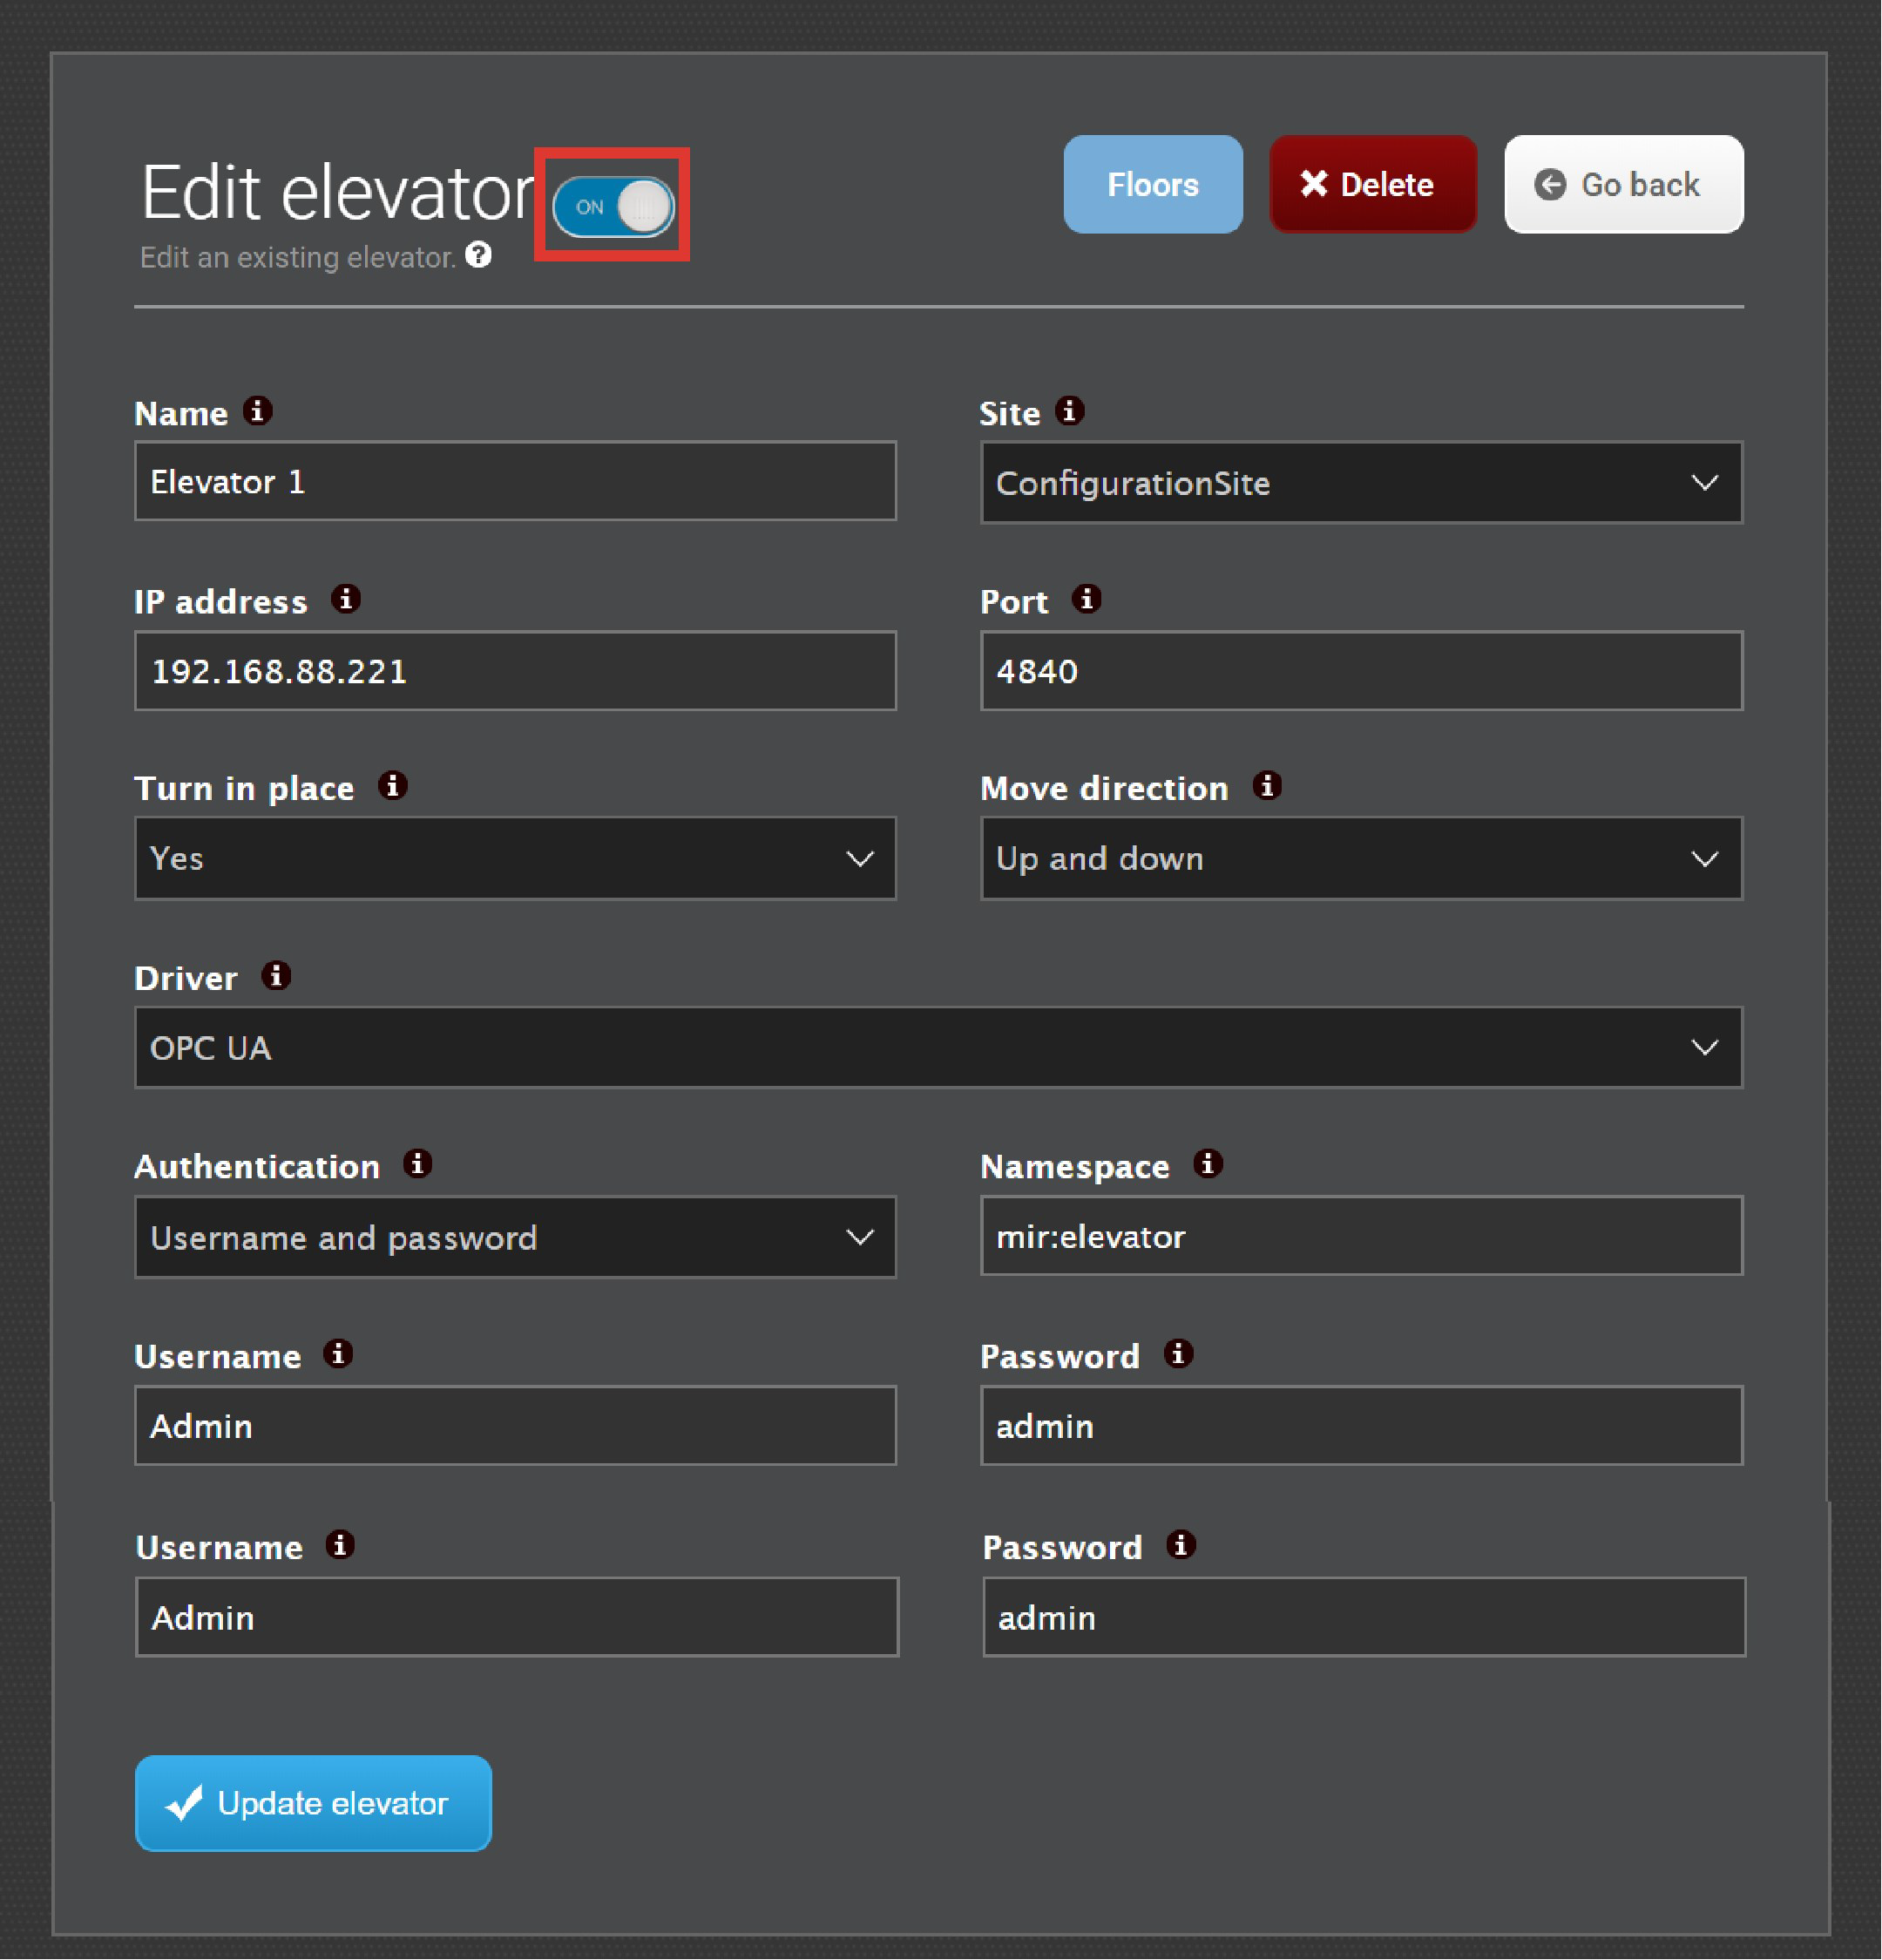 Edit elevator ON Floors Delete Go back
Edit an existing elevator.
Name Site
Elevator 1 ConfigurationSite
IP address Port
192.168.88.221 4840
Turn in place Move direction
Yes Up and down
Driver
OPC UA
Authentication Namespace
Username and password mir:elevator
Username Password
Admin admin
Username Password
Admin admin
Update elevator